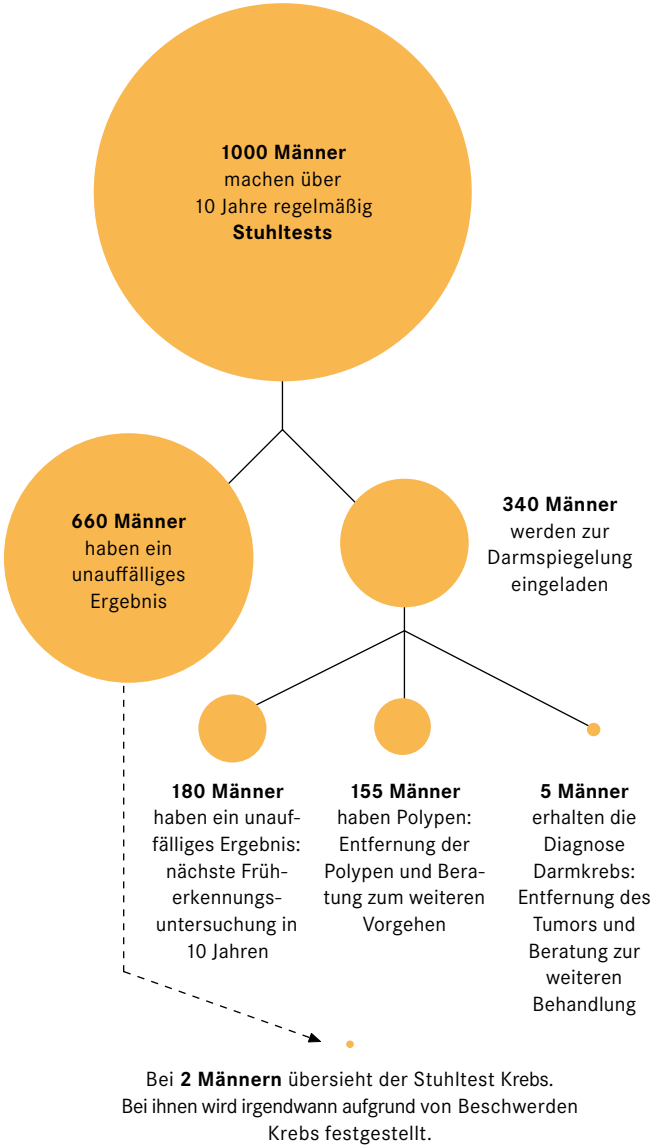 1000 Männer
machen über
10 Jahre regelmäßig
Stuhltests
660 Männer
haben ein
unauffälliges
Ergebnis
340 Männer
werden zur
Darmspiegelung
eingeladen
180 Männer
haben ein unauf-
fälliges Ergebnis:
nächste Früh-
erkennungs-
untersuchung in
10 Jahren
155 Männer
haben Polypen:
Entfernung der
Polypen und Bera-
tung zum weiteren
Vorgehen
5 Männer
erhalten die
Diagnose
Darmkrebs:
Entfernung des
Tumors und
Beratung zur
weiteren
Behandlung
Bei 2 Männern übersieht der Stuhltest Krebs.
Bei ihnen wird irgendwann aufgrund von Beschwerden
Krebs festgestellt.